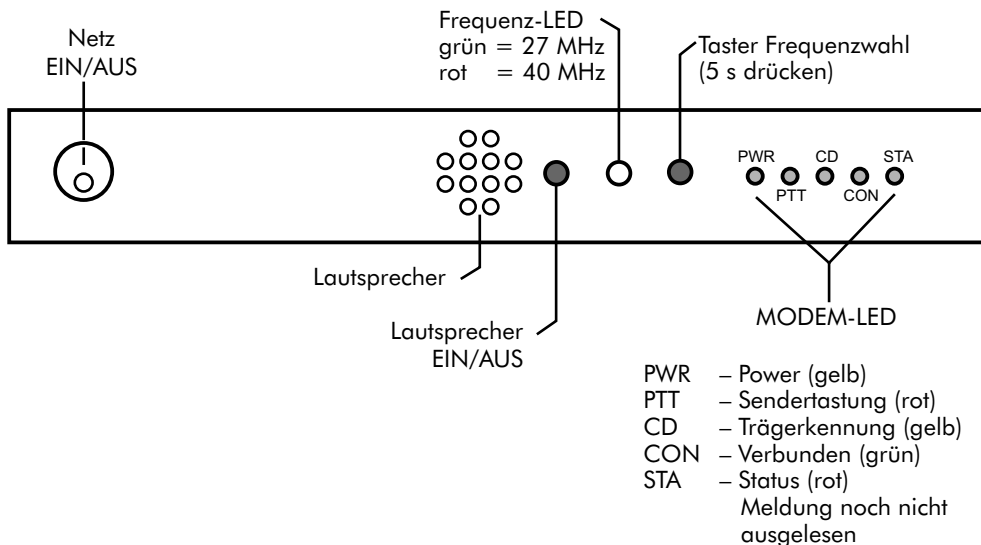 Netz
EIN/AUS
Frequenz-LED
grün = 27 MHz
rot = 40 MHz
Taster Frequenzwahl
(5 s drücken)
PWR
CD
STA
PTT
CON
Lautsprecher
Lautsprecher
EIN/AUS
MODEM-LED
PWR – Power (gelb)
PTT – Sendertastung (rot)
CD – Trägerkennung (gelb)
CON – Verbunden (grün)
STA – Status (rot)
Meldung noch nicht
ausgelesen